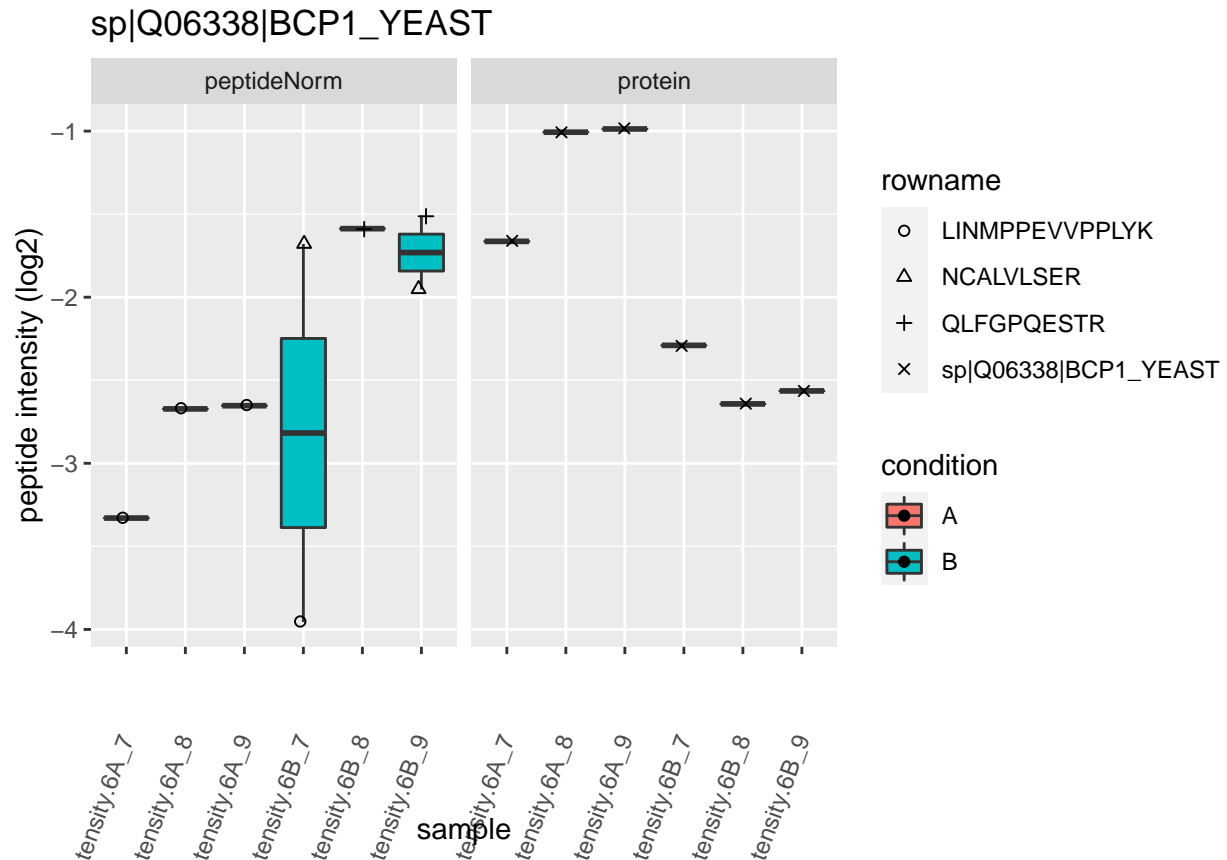 sp|Q06338|BCP1_YEAST
peptideNorm
protein
peptide intensity (log2)
−1
−2
−3
−4
tensity.6A_7
tensity.6A_8
tensity.6A_9
tensity.6B_7
tensity.6B_8
tensity.6B_9
tensity.6A_7
tensity.6A_8
tensity.6A_9
tensity.6B_7
tensity.6B_8
tensity.6B_9
sample
rowname
LINMPPEVVPPLYK
NCALVLSER
QLFGPQESTR
sp|Q06338|BCP1_YEAST
condition
A
B